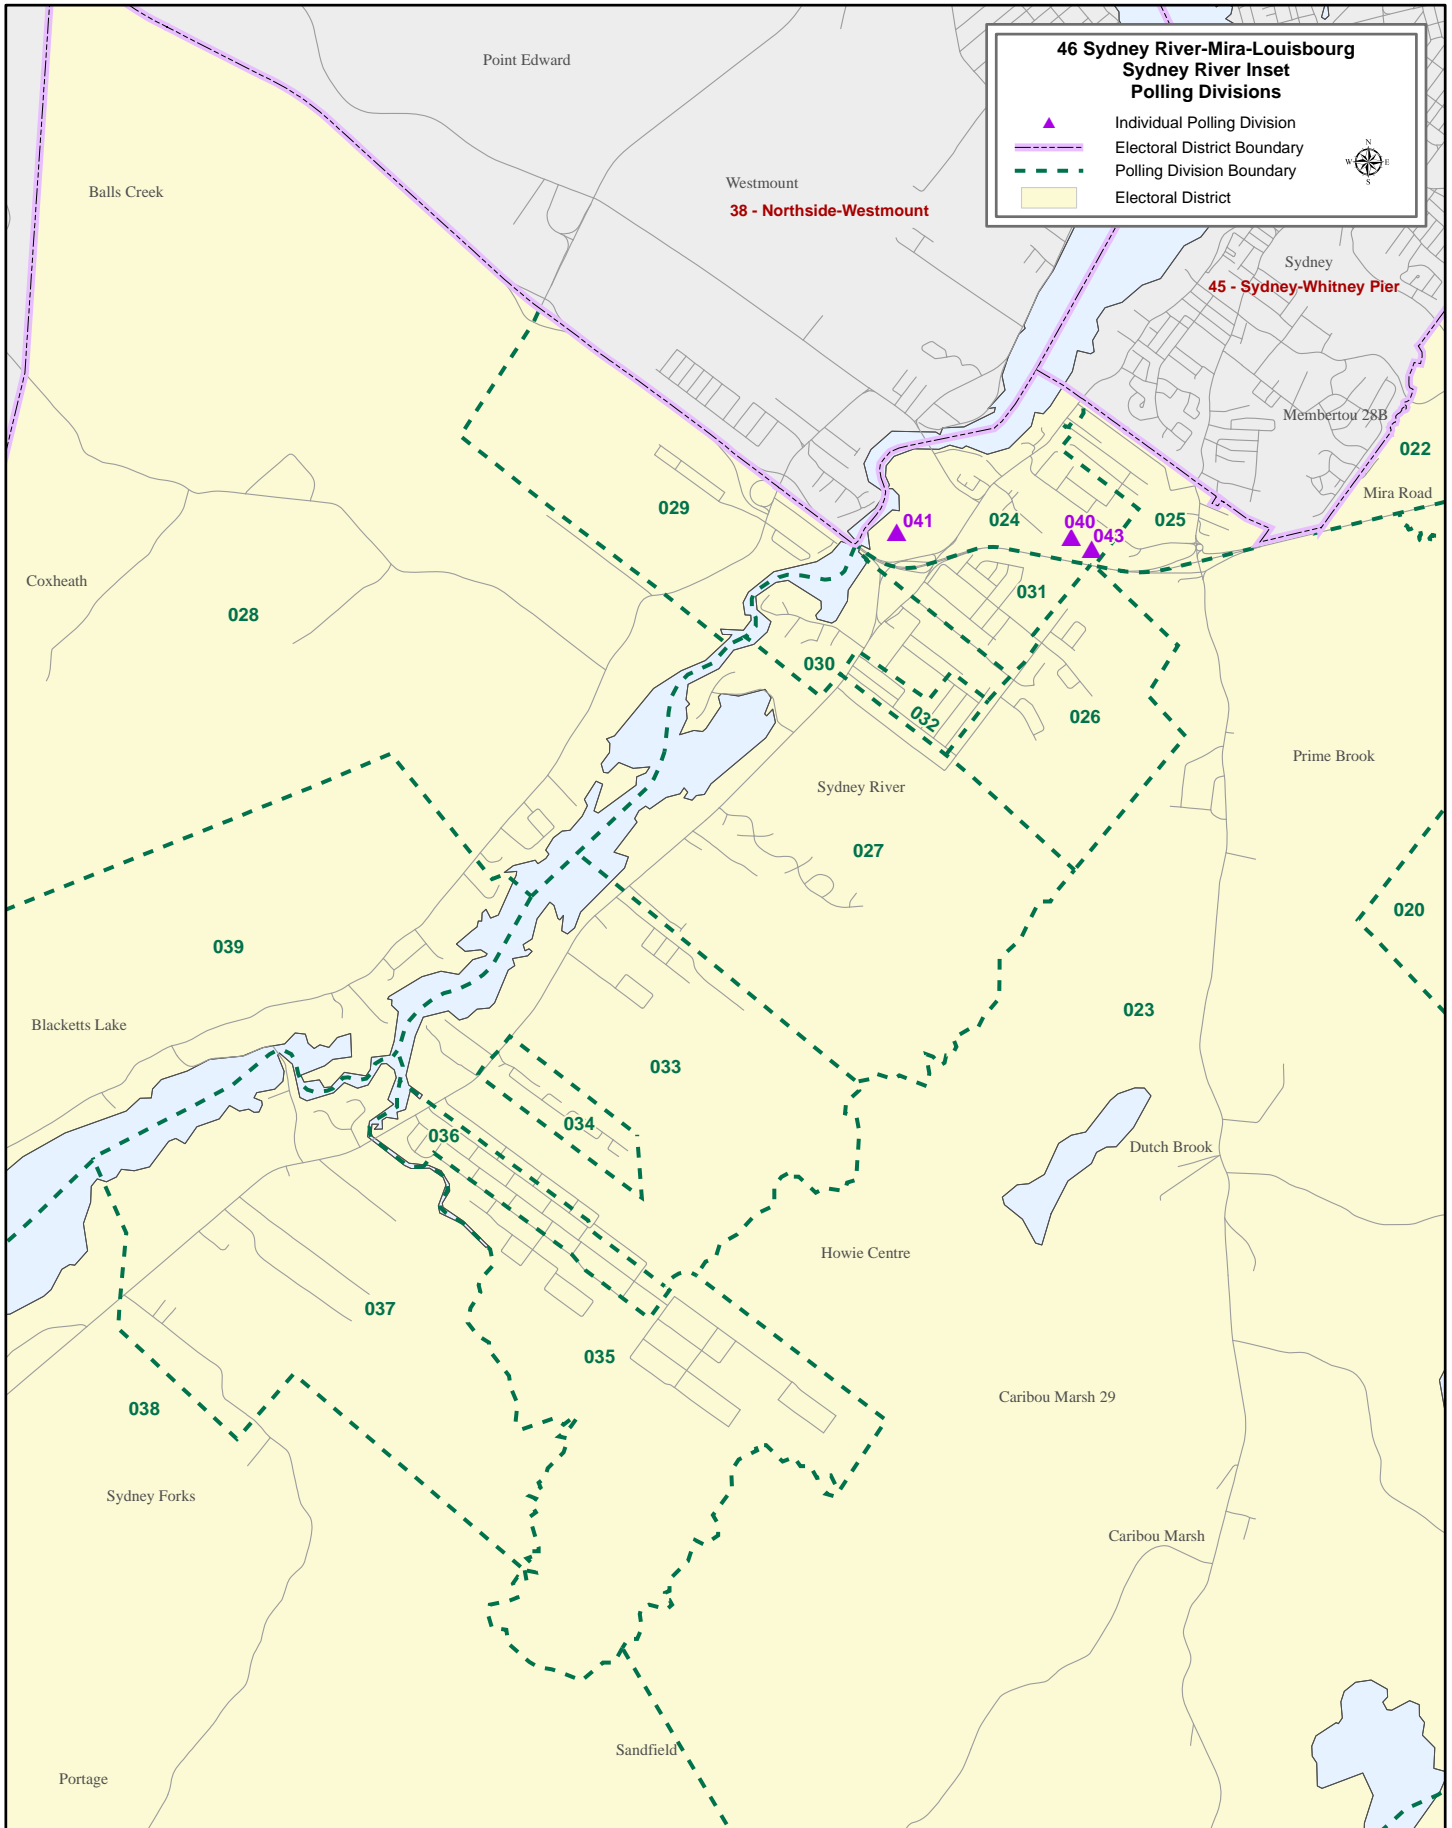 46 Sydney River-Mira-Louisbourg
Sydney River Inset
Polling Divisions
Individual Polling Division
Electoral District Boundary
Polling Division Boundary
Electoral District
N
W E
S
Point Edward
Balls Creek
Westmount
38 - Northside-Westmount
Sydney
45 - Sydney-Whitney Pier
Membertou 28B
022
Mira Road
029
041
024
040
025
043
Coxheath
028
031
030
032
026
Prime Brook
Sydney River
027
020
039
023
Blacketts Lake
033
034
036
Dutch Brook
Howie Centre
037
035
Caribou Marsh 29
038
Sydney Forks
Caribou Marsh
Sandfield
Portage